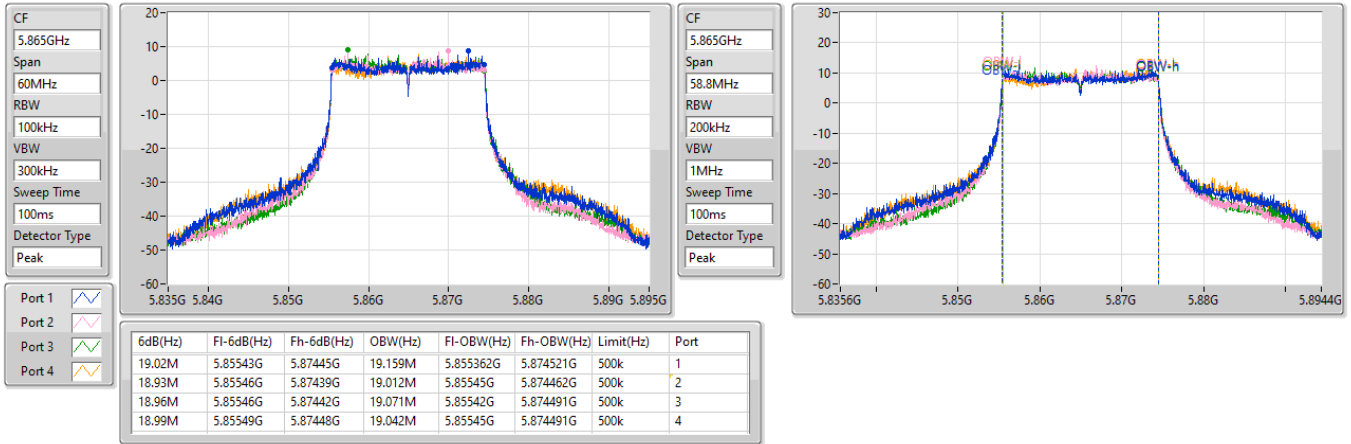 CF
5.865GHz
Span
60MHz
RBW
100kHz
VBW
300kHz
Sweep Time
100ms
Detector Type
Peak
20
10
0
-10
-20
-30
-40
-50
-60
5.835G 5.84G 5.85G 5.86G 5.87G 5.88G 5.89G 5.895G
CF
5.865GHz
Span
58.8MHz
RBW
200kHz
VBW
1MHz
Sweep Time
100ms
Detector Type
Peak
30
20
10
0
-10
-20
-30
-40
-50
-60
OBW-l OBW-h
5.8356G 5.85G 5.86G 5.87G 5.88G 5.8944G
Port 1
Port 2
Port 3
Port 4
6dB(Hz) Fl-6dB(Hz) Fh-6dB(Hz) OBW(Hz) Fl-OBW(Hz) Fh-OBW(Hz) Limit(Hz) Port
19.02M 5.85543G 5.87445G 19.159M 5.855362G 5.874521G 500k 1
18.93M 5.85546G 5.87439G 19.012M 5.85545G 5.874462G 500k 2
18.96M 5.85546G 5.87442G 19.071M 5.85542G 5.874491G 500k 3
18.99M 5.85549G 5.87448G 19.042M 5.85545G 5.874491G 500k 4